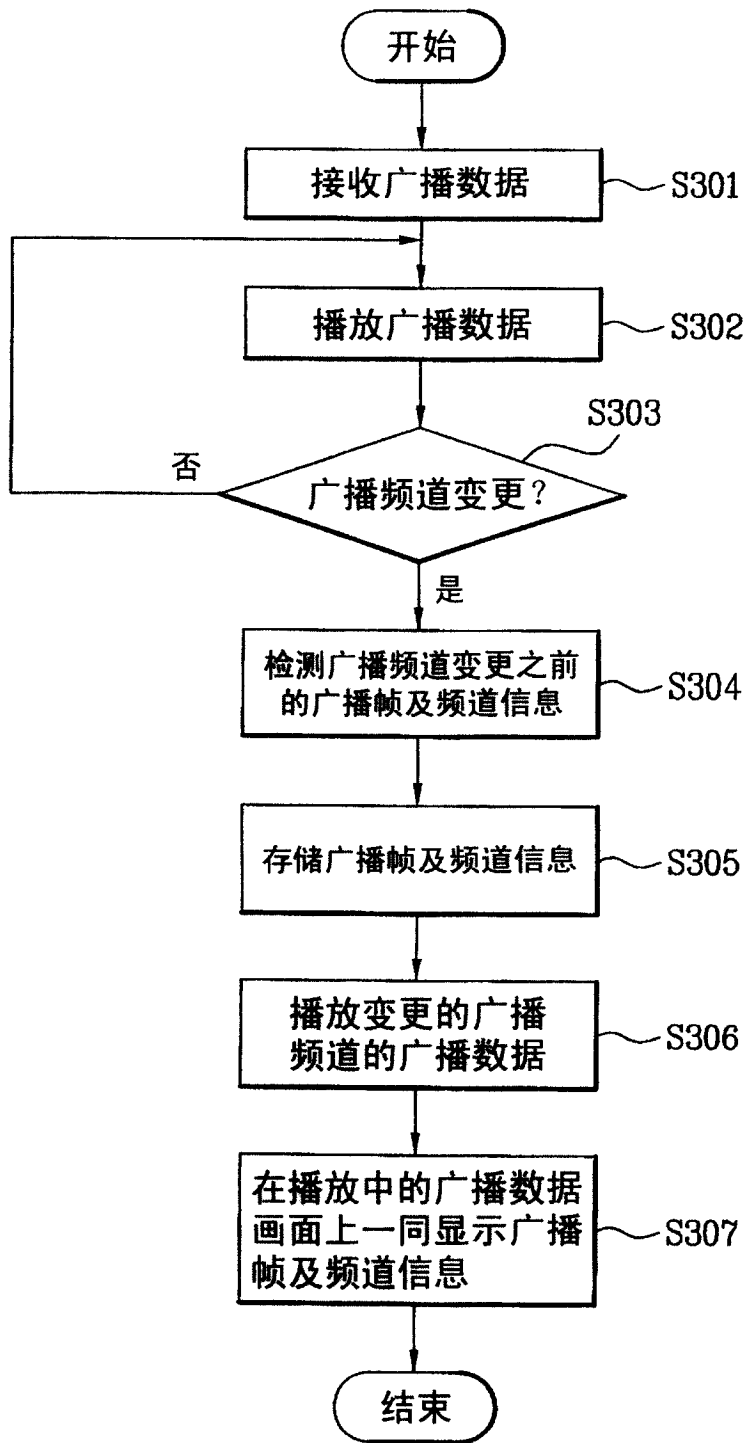 开始
接收广播数据
S301
播放广播数据
S302
S303
否
广播频道变更？
是
检测广播频道变更之前
的广播帧及频道信息
S304
存储广播帧及频道信息
S305
播放变更的广播
频道的广播数据
S306
在播放中的广播数据
画面上一同显示广播
帧及频道信息
S307
结束